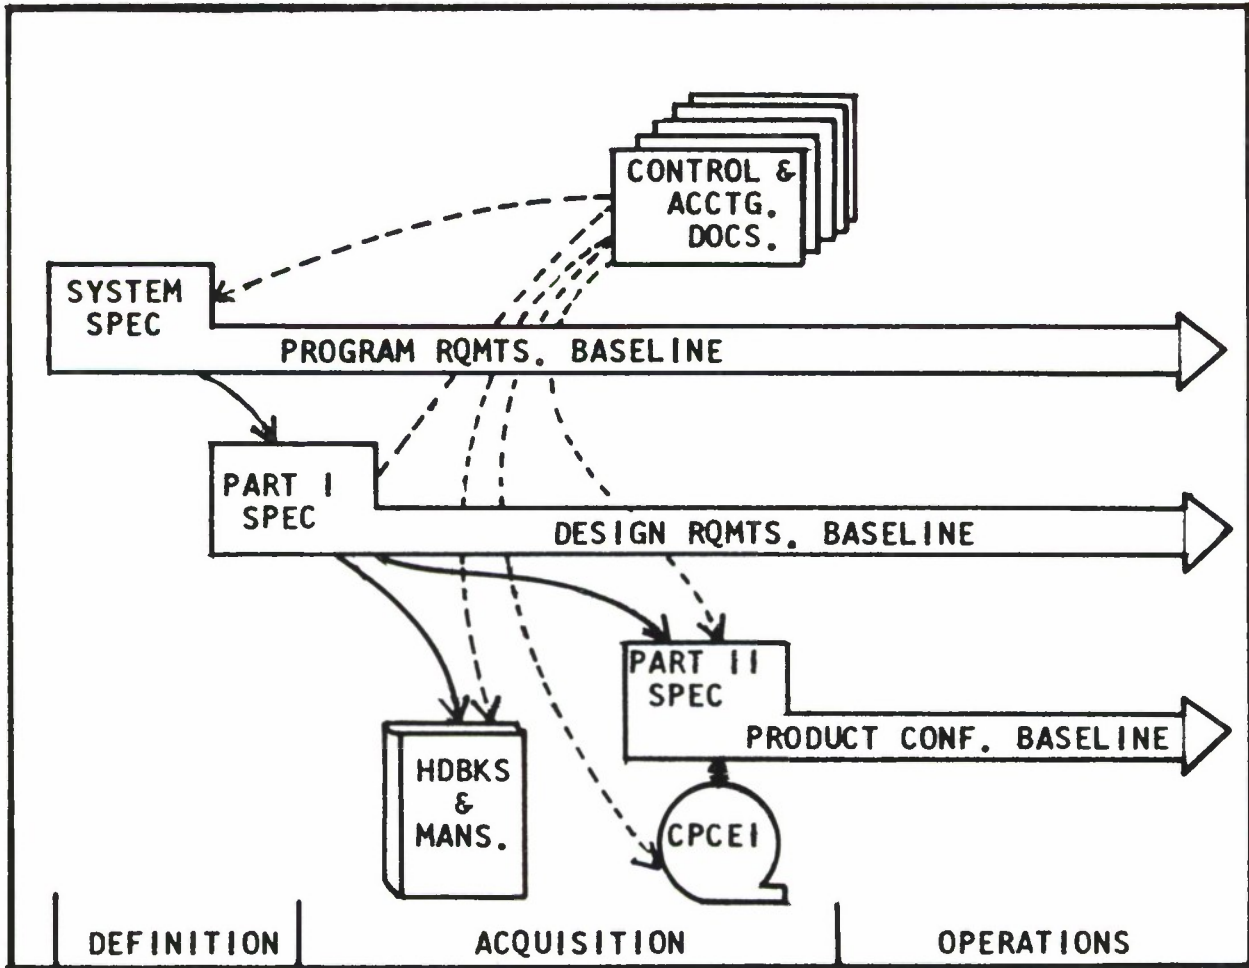 CONTROL &
ACCTG.
DOCS.
SYSTEM
SPEC
PROGRAM RQMTS. BASELINE
PART I
SPEC
DESIGN RQMTS. BASELINE
PART II
SPEC
PRODUCT CONF. BASELINE
HDBKS
&
MANS.
CPCEI
DEFINITION
ACQUISITION
OPERATIONS